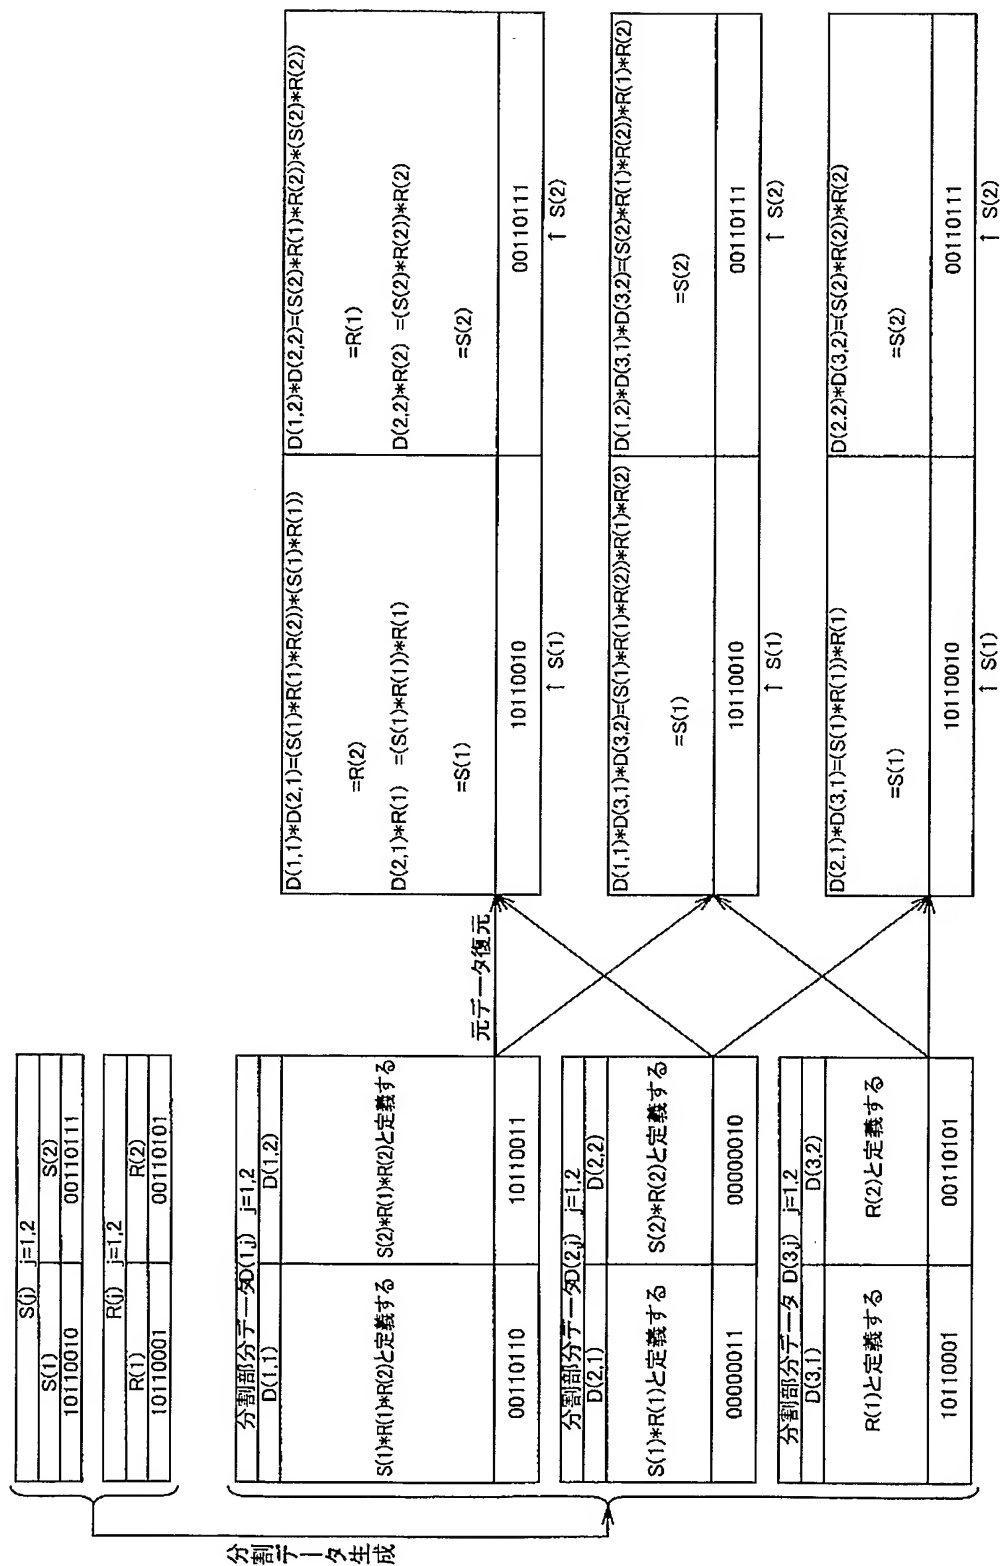 S(j) j=1,2
S(1) S(2)
10110010 00110111
R(j) j=1,2
R(1) R(2)
10110001 00110101
分割データ生成
分割部分データD(1,j) j=1,2
D(1,1) D(1,2)
S(1)*R(1)*R(2)と定義する S(2)*R(1)*R(2)と定義する
00110110 10110011
分割部分データD(2,j) j=1,2
D(2,1) D(2,2)
S(1)*R(1)と定義する S(2)*R(2)と定義する
00000011 00000010
分割部分データ D(3,j) j=1,2
D(3,1) D(3,2)
R(1)と定義する R(2)と定義する
10110001 00110101
元データ復元
D(1,1)*D(2,1)=(S(1)*R(1)*R(2))*(S(1)*R(1)) D(1,2)*D(2,2)=(S(2)*R(1)*R(2))*(S(2)*R(2))
=R(2) =R(1)
D(2,1)*R(1) =(S(1)*R(1))*R(1) D(2,2)*R(2) =(S(2)*R(2))*R(2)
=S(1) =S(2)
10110010 00110111
↑ S(1) ↑ S(2)
D(1,1)*D(3,1)*D(3,2)=(S(1)*R(1)*R(2))*R(1)*R(2) D(1,2)*D(3,1)*D(3,2)=(S(2)*R(1)*R(2))*R(1)*R(2)
=S(1) =S(2)
10110010 00110111
↑ S(1) ↑ S(2)
D(2,1)*D(3,1)=(S(1)*R(1))*R(1) D(2,2)*D(3,2)=(S(2)*R(2))*R(2)
=S(1) =S(2)
10110010 00110111
↑ S(1) ↑ S(2)